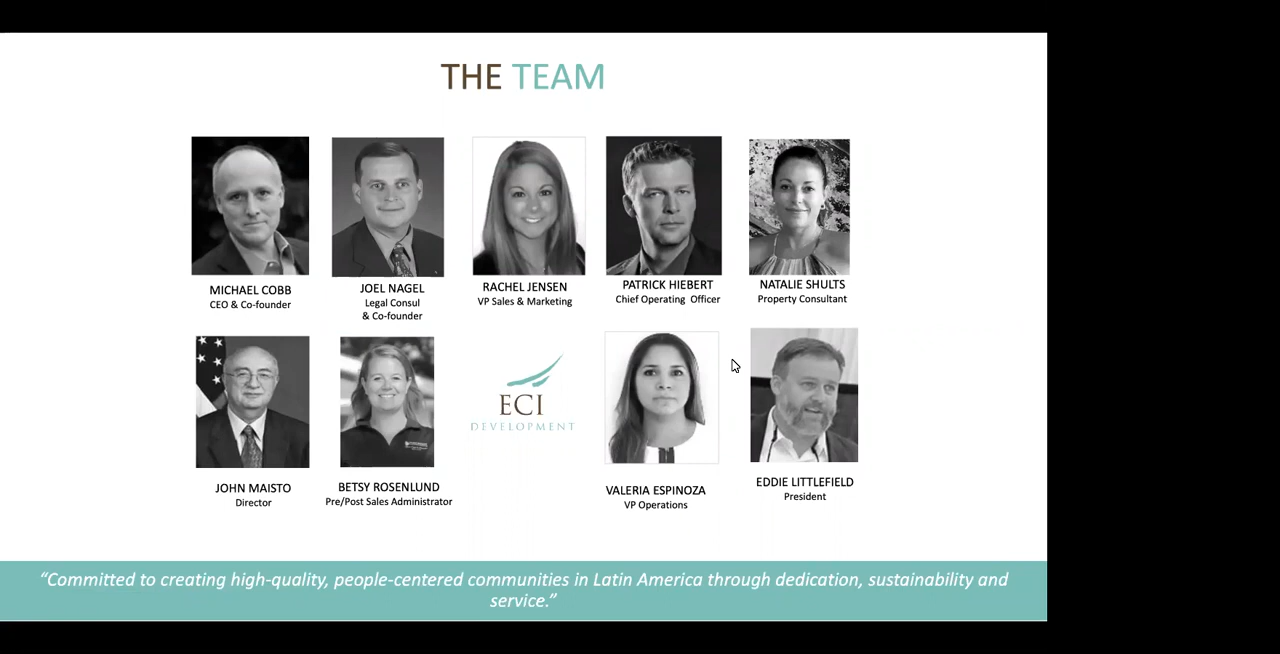 THE TEAM
MICHAEL COBB
CEO & Co-founder
JOEL NAGEL
Legal Consul
& Co-founder
RACHEL JENSEN
VP Sales & Marketing
PATRICK HIEBERT
Chief Operating Officer
NATALIE SHULTS
Property Consultant
JOHN MAISTO
Director
BETSY ROSENLUND
Pre/Post Sales Administrator
ECI
DEVELOPMENT
VALERIA ESPINOZA
VP Operations
EDDIE LITTLEFIELD
President
“Committed to creating high-quality, people-centered communities in Latin America through dedication, sustainability and
service.”